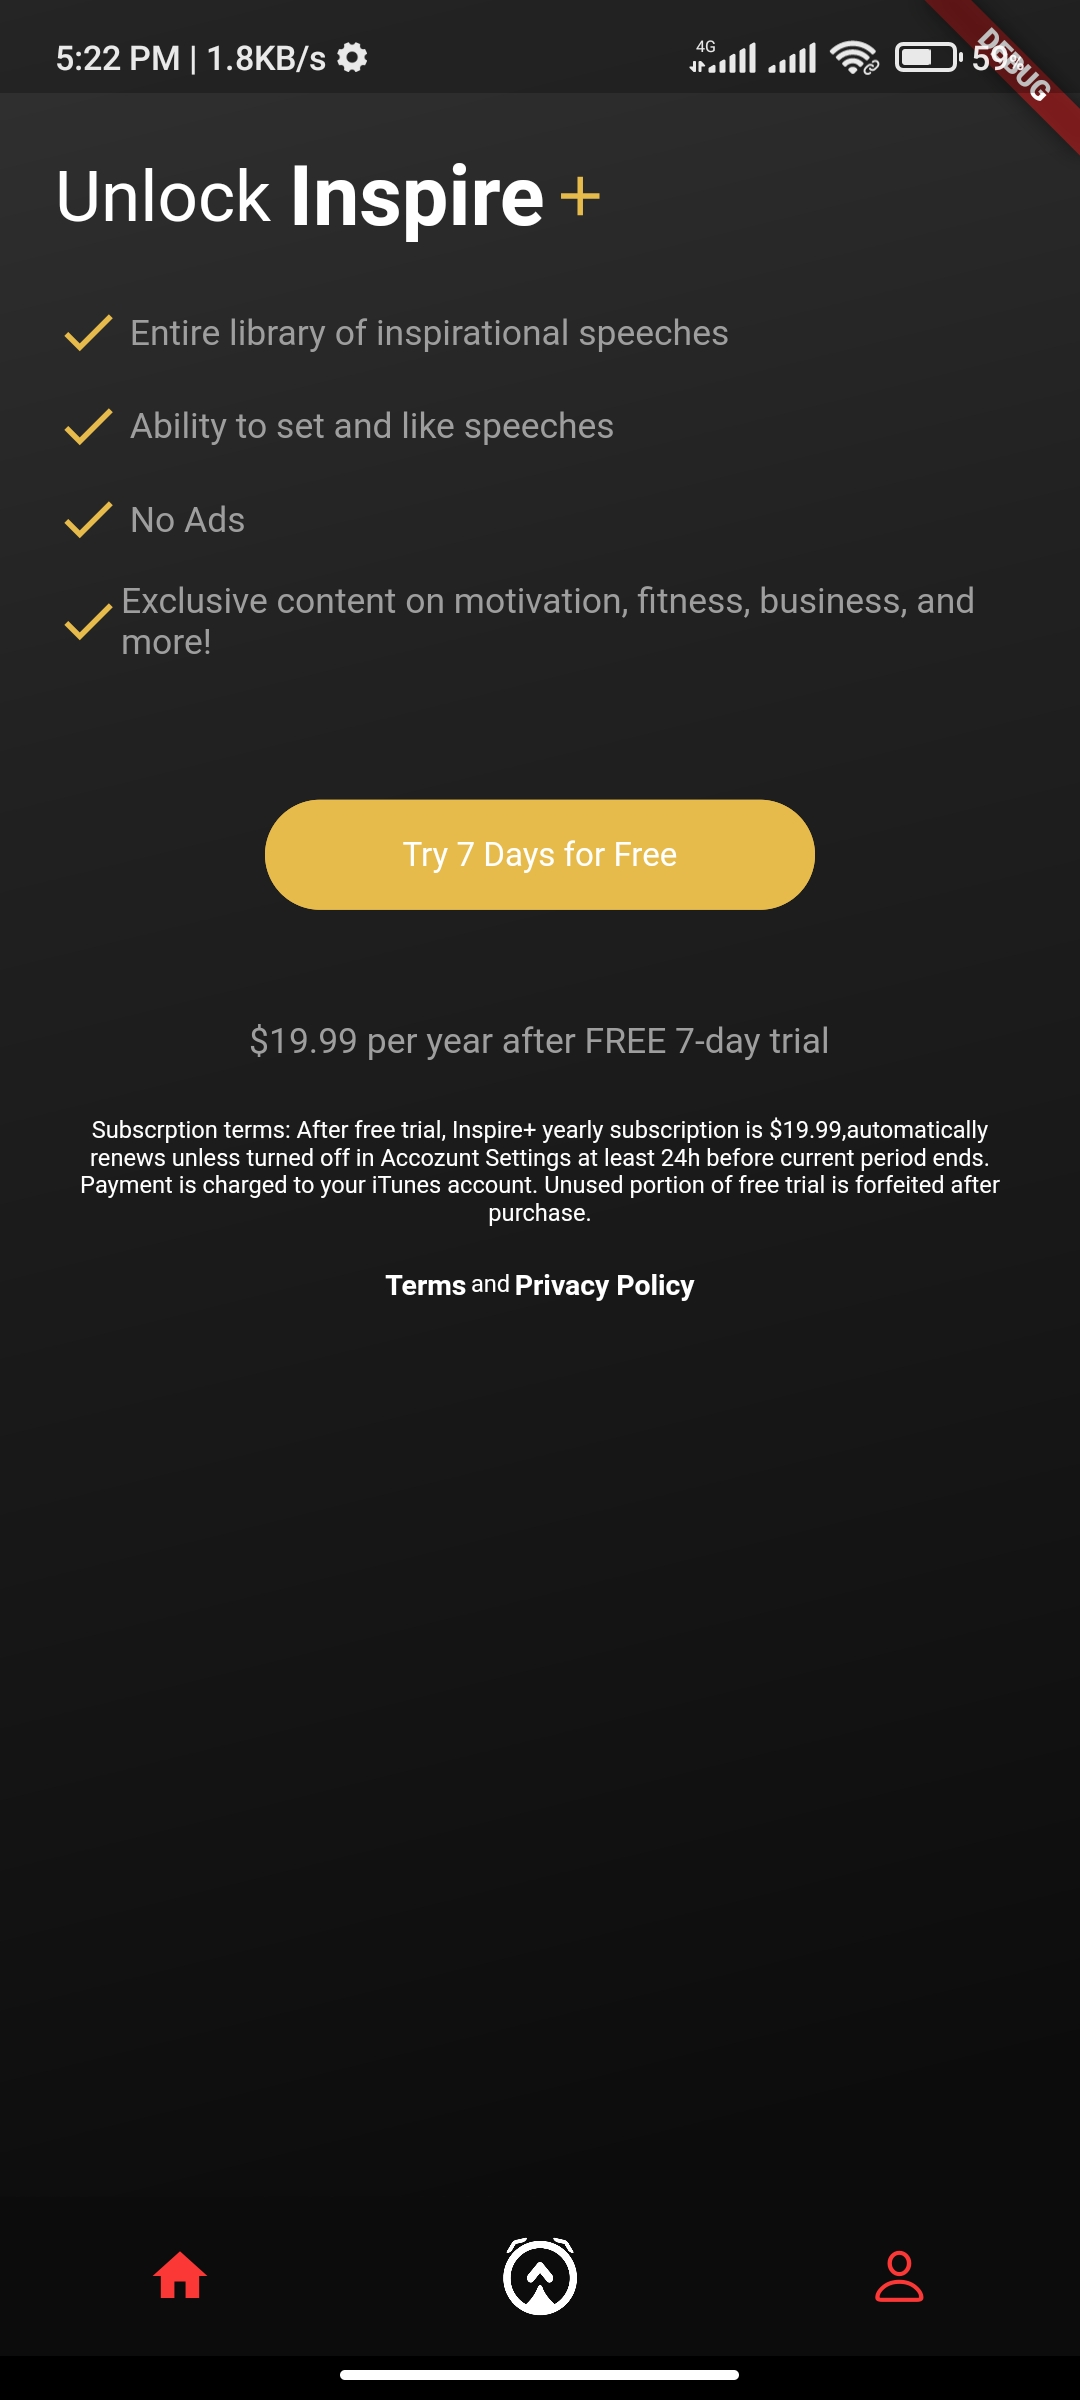 5:22 PM | 1.8KB/s
4G
59%
DEBUG
Unlock Inspire +
Entire library of inspirational speeches
Ability to set and like speeches
No Ads
Exclusive content on motivation, fitness, business, and
more!
Try 7 Days for Free
$19.99 per year after FREE 7-day trial
Subscrption terms: After free trial, Inspire+ yearly subscription is $19.99,automatically
renews unless turned off in Accozunt Settings at least 24h before current period ends.
Payment is charged to your iTunes account. Unused portion of free trial is forfeited after
purchase.
Terms and Privacy Policy